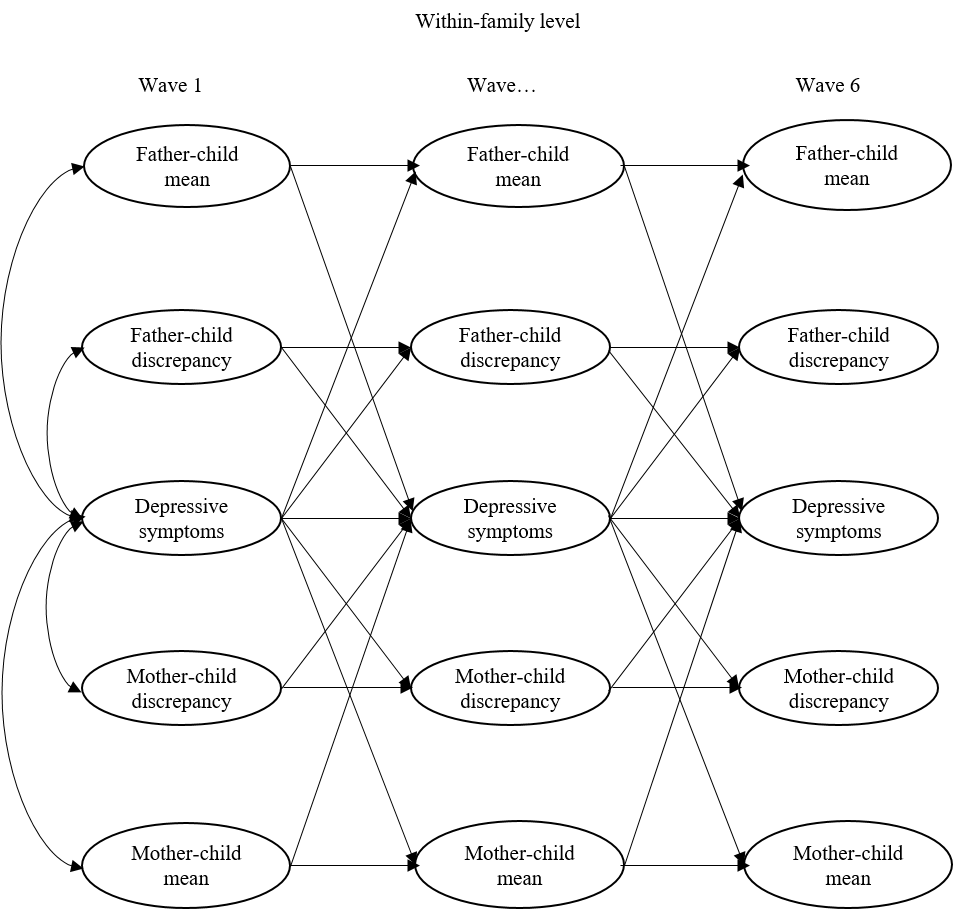 Within-family level
Wave 1
Wave…
Wave 6
Father-child
mean
Father-child
mean
Father-child
mean
Father-child
discrepancy
Father-child
discrepancy
Father-child
discrepancy
Depressive
symptoms
Depressive
symptoms
Depressive
symptoms
Mother-child
discrepancy
Mother-child
discrepancy
Mother-child
discrepancy
Mother-child
mean
Mother-child
mean
Mother-child
mean